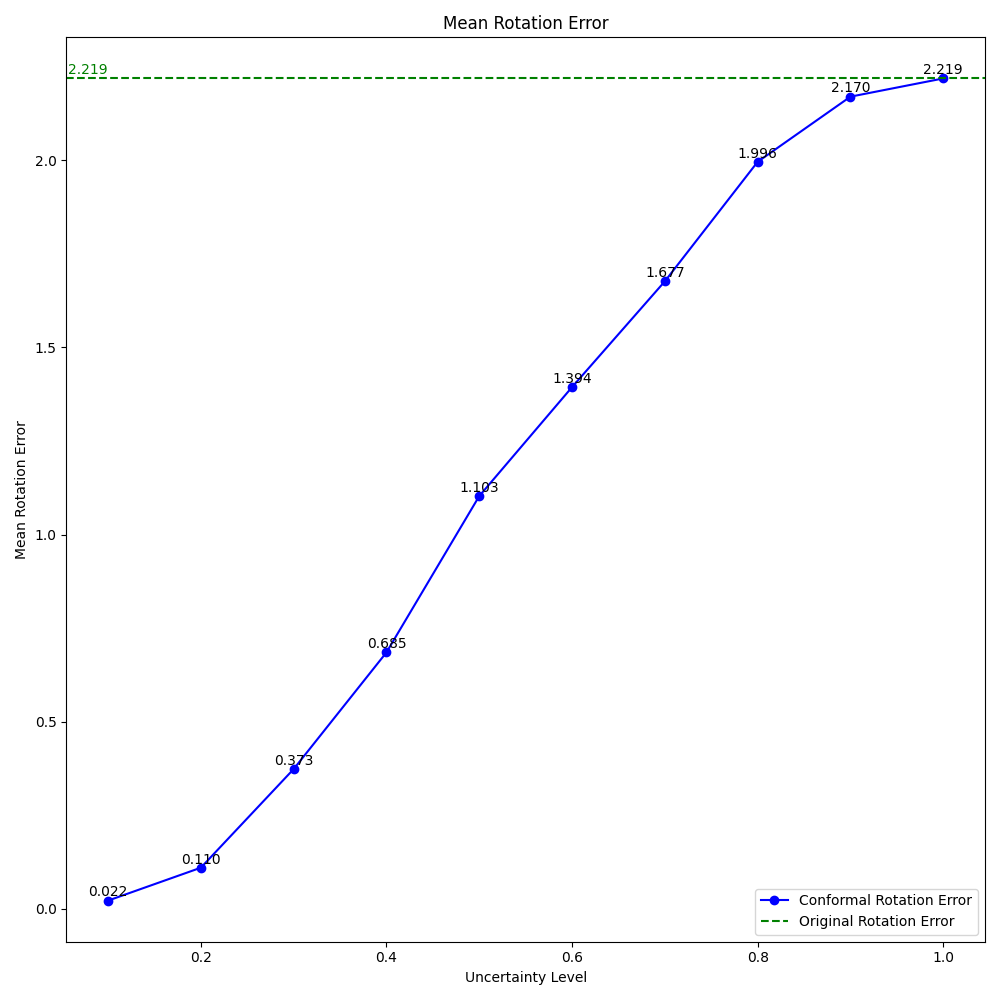 Mean Rotation Error
2.219
2.219
2.170
1.996
1.677
1.394
1.103
0.685
0.373
0.110
0.022
2.0
1.5
1.0
0.5
0.0
Mean Rotation Error
0.2 0.4 0.6 0.8 1.0
Uncertainty Level
Conformal Rotation Error
Original Rotation Error